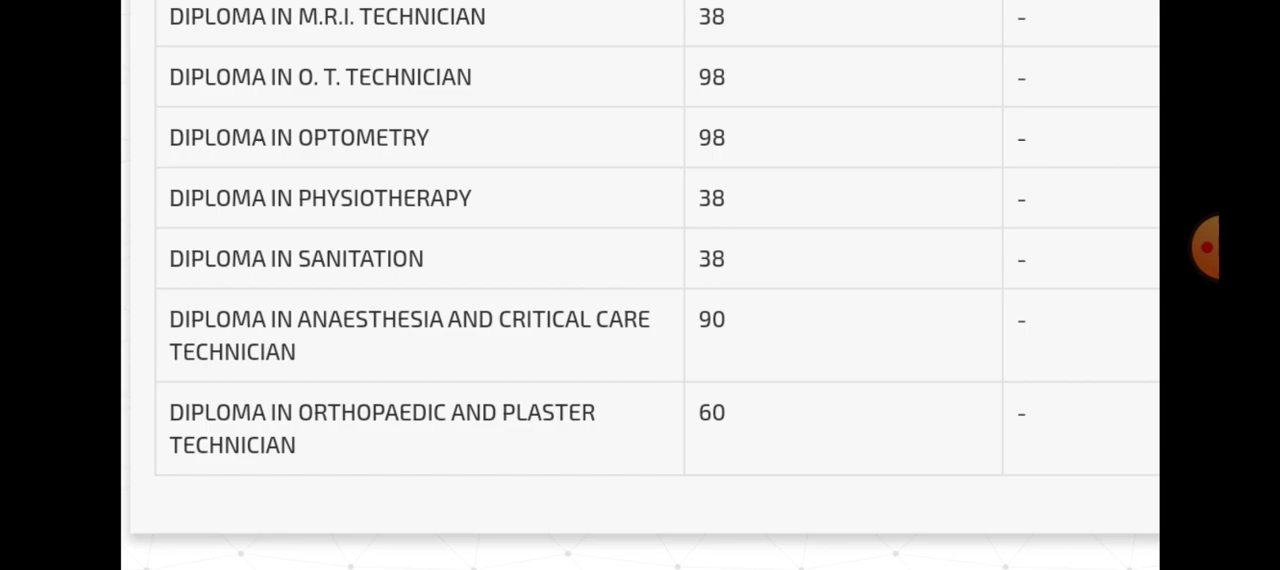 DIPLOMA IN M.R.I. TECHNICIAN 38 -
DIPLOMA IN O. T. TECHNICIAN 98 -
DIPLOMA IN OPTOMETRY 98 -
DIPLOMA IN PHYSIOTHERAPY 38 -
DIPLOMA IN SANITATION 38 -
DIPLOMA IN ANAESTHESIA AND CRITICAL CARE 90 -
TECHNICIAN
DIPLOMA IN ORTHOPAEDIC AND PLASTER 60 -
TECHNICIAN